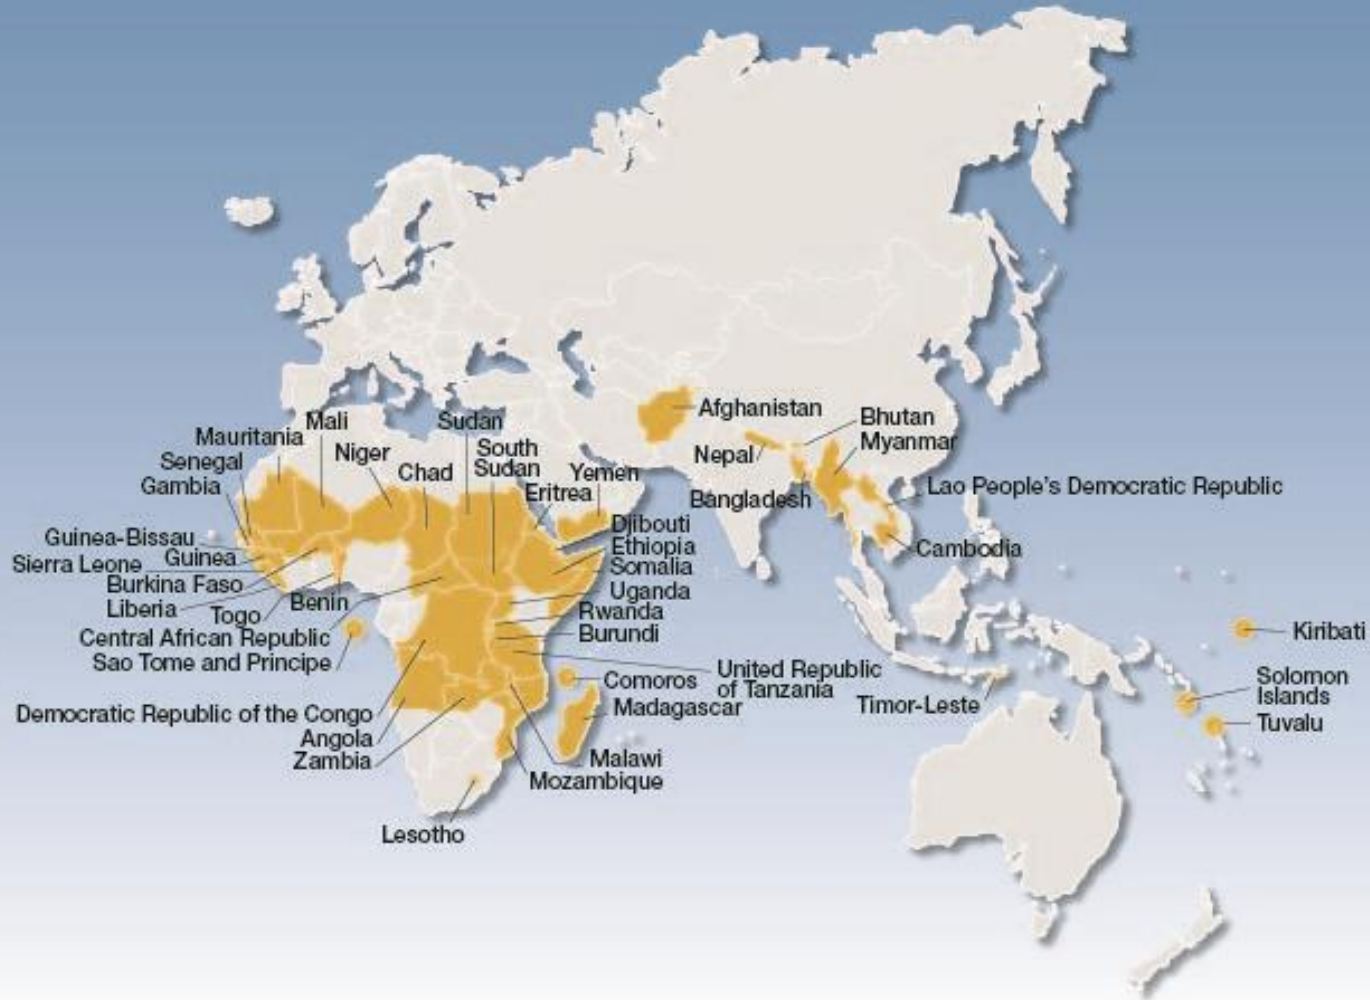 Mali
Sudan
Mauritania
Niger
South
Sudan
Senegal
Chad
Yemen
Gambia
Eritrea
Afghanistan
Bhutan
Nepal
Myanmar
Bangladesh
Lao People's Democratic Republic
Cambodia
Djibouti
Ethiopia
Somalia
Uganda
Rwanda
Burundi
Guinea-Bissau
Guinea
Sierra Leone
Burkina Faso
Liberia
Togo
Benin
Central African Republic
Sao Tome and Principe
Democratic Republic of the Congo
Angola
Zambia
Lesotho
Comoros
United Republic
of Tanzania
Madagascar
Malawi
Mozambique
Timor-Leste
Kiribati
Solomon
Islands
Tuvalu